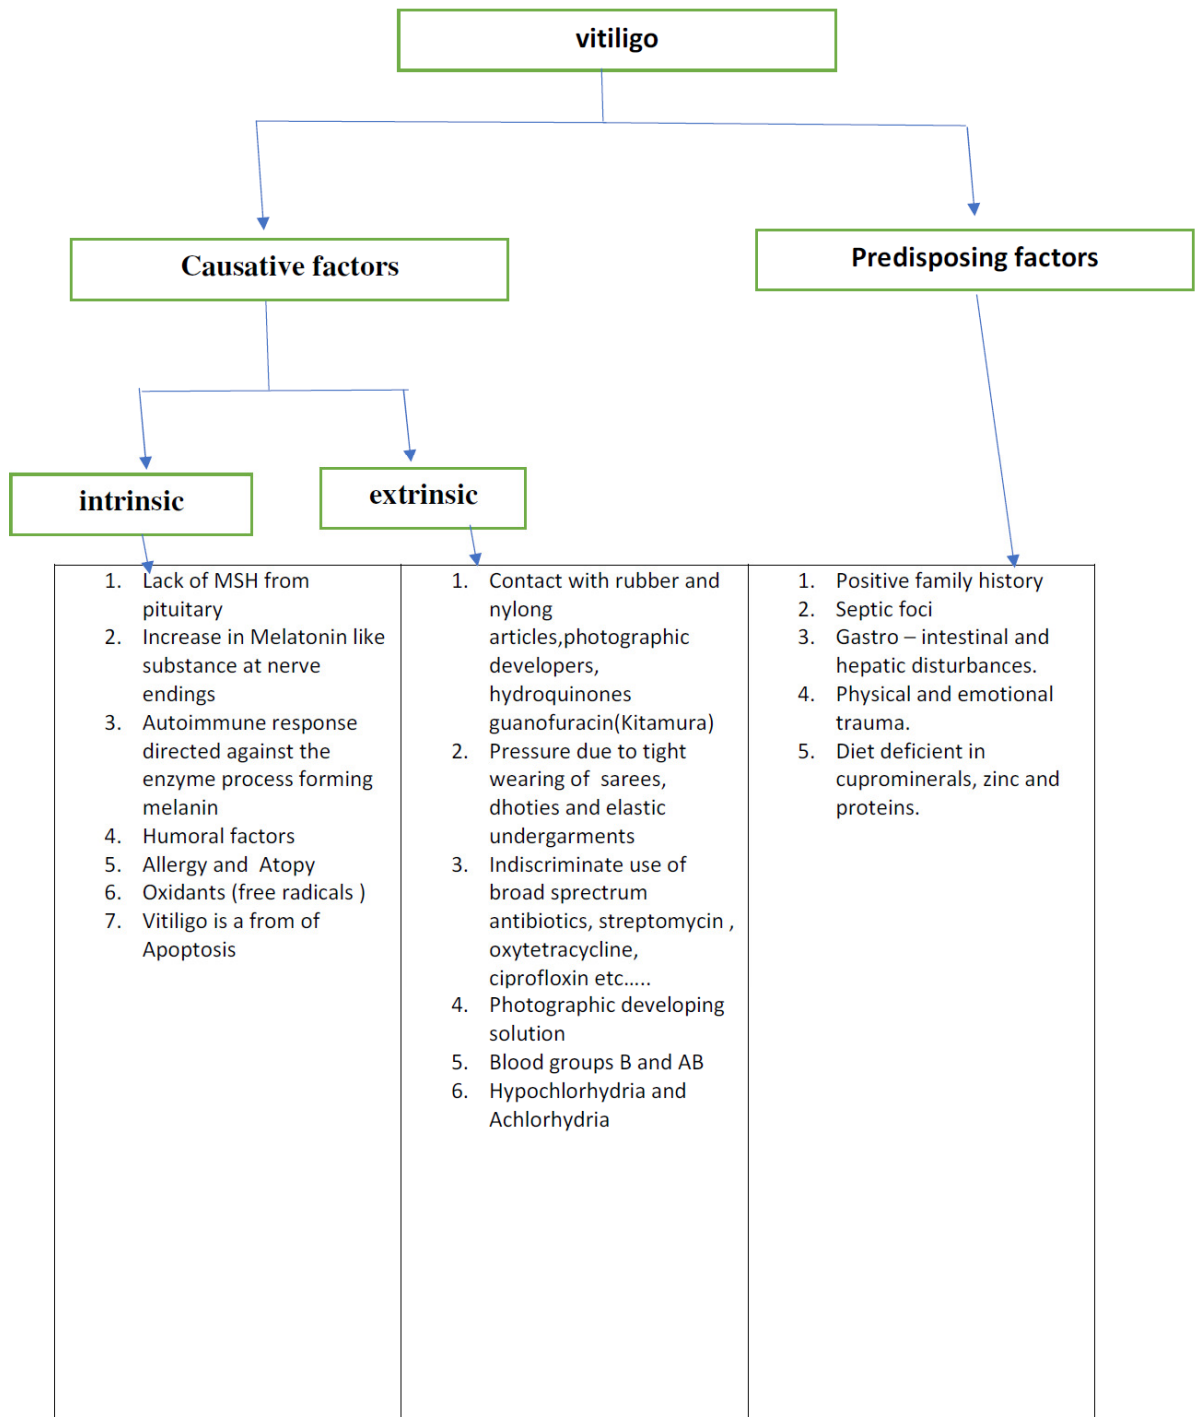 vitiligo
Causative factors
Predisposing factors
intrinsic
extrinsic
1. Lack of MSH from
pituitary
2. Increase in Melatonin like
substance at nerve
endings
3. Autoimmune response
directed against the
enzyme process forming
melanin
4. Humoral factors
5. Allergy and Atopy
6. Oxidants (free radicals )
7. Vitiligo is a from of
Apoptosis
1. Contact with rubber and
nylong
articles,photographic
developers,
hydroquinones
guanofuracin(Kitamura)
2. Pressure due to tight
wearing of sarees,
dhoties and elastic
undergarments
3. Indiscriminate use of
broad sprectrum
antibiotics, streptomycin ,
oxytetracycline,
ciprofloxin etc…..
4. Photographic developing
solution
5. Blood groups B and AB
6. Hypochlorhydria and
Achlorhydria
1. Positive family history
2. Septic foci
3. Gastro – intestinal and
hepatic disturbances.
4. Physical and emotional
trauma.
5. Diet deficient in
cuprominerals, zinc and
proteins.